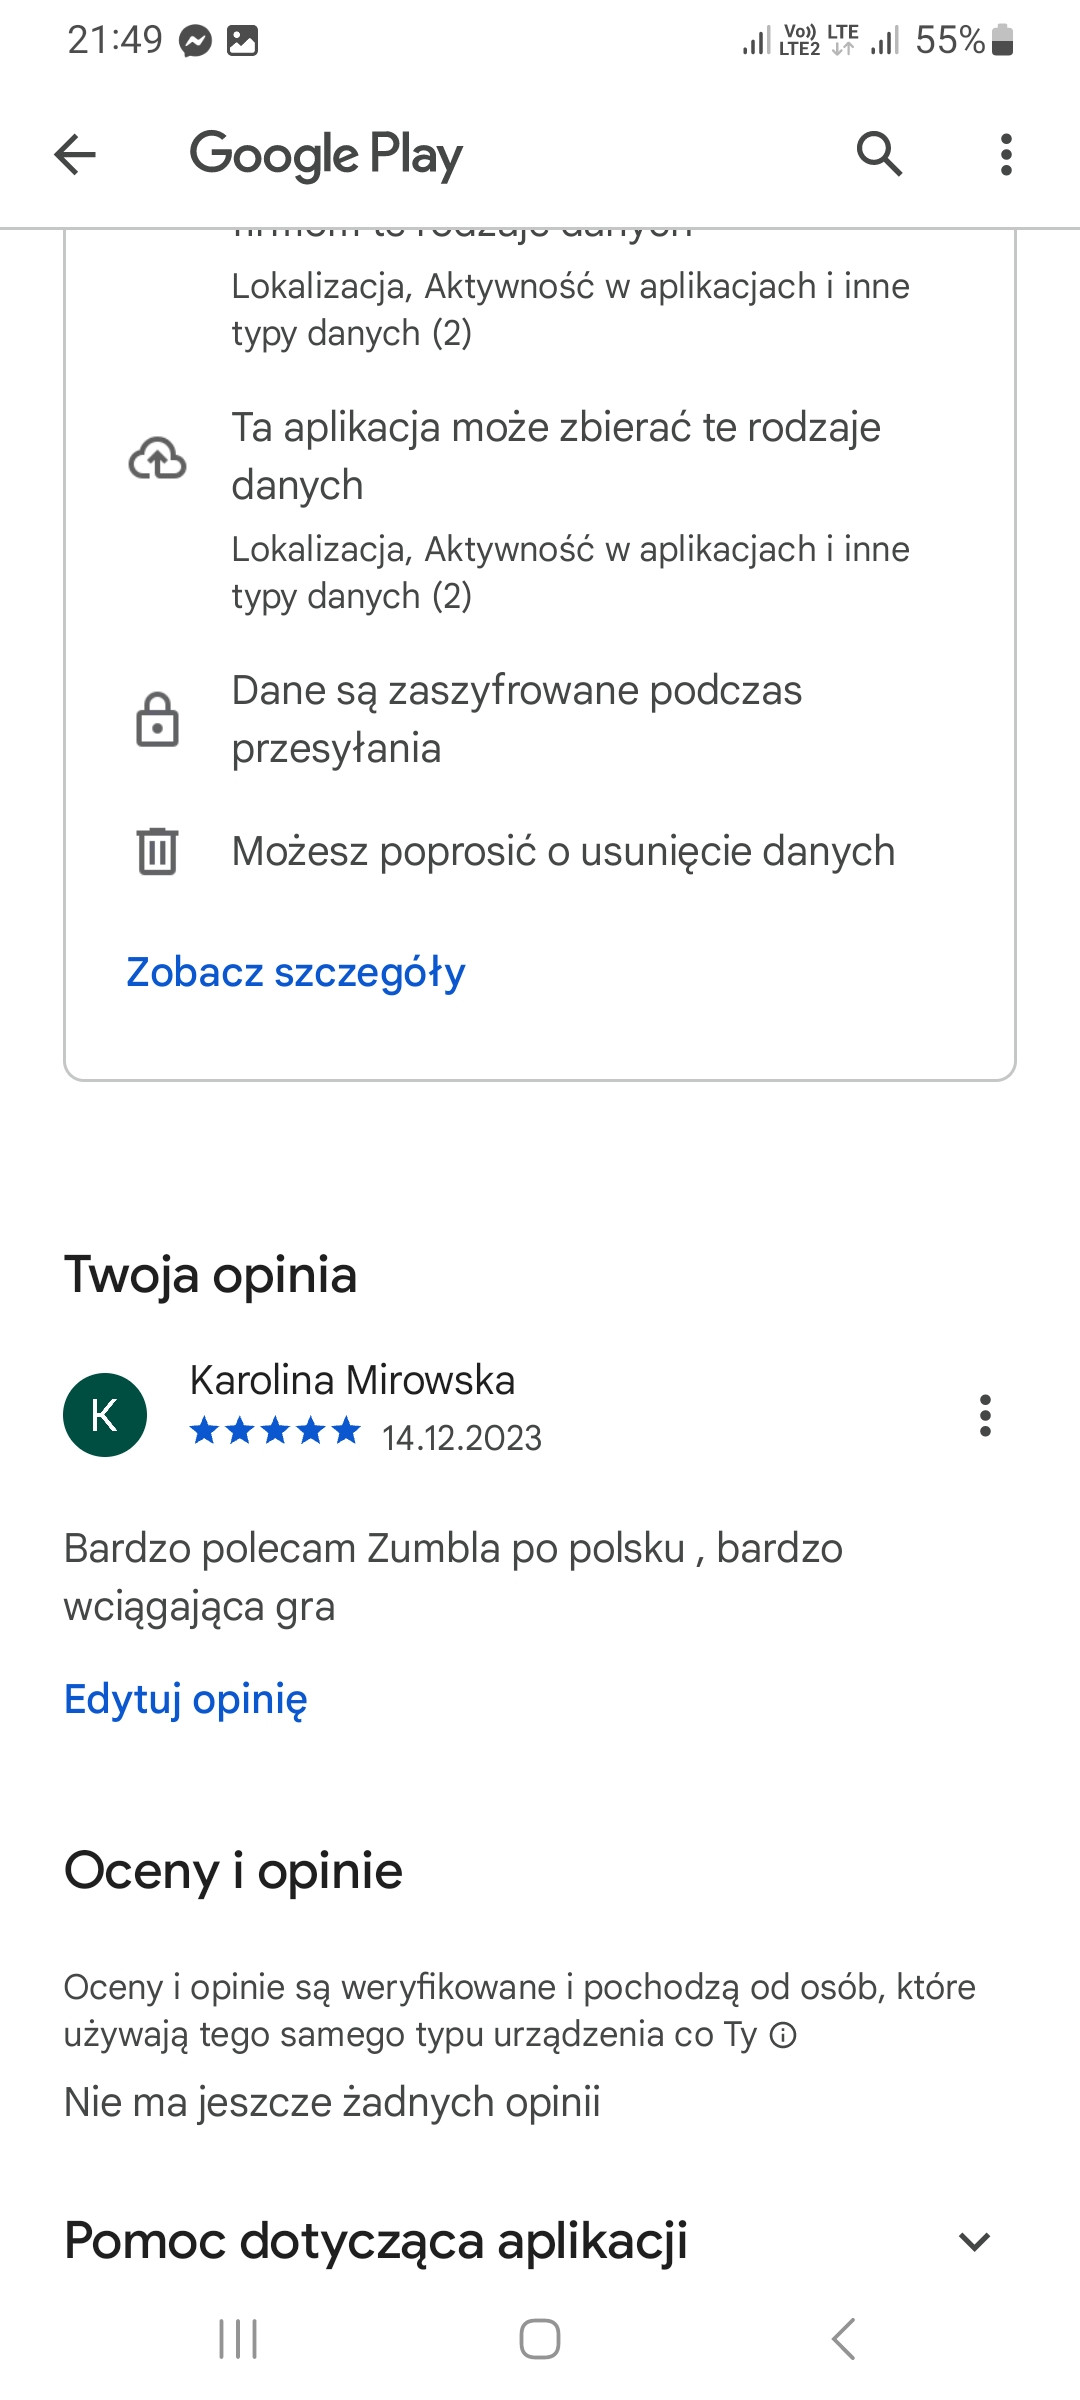 21:49
Vo)) LTE
LTE2
55%
Google Play
Lokalizacja, Aktywność w aplikacjach i inne
typy danych (2)
Ta aplikacja może zbierać te rodzaje
danych
Lokalizacja, Aktywność w aplikacjach i inne
typy danych (2)
Dane są zaszyfrowane podczas
przesyłania
Możesz poprosić o usunięcie danych
Zobacz szczegóły
Twoja opinia
K
Karolina Mirowska
14.12.2023
Bardzo polecam Zumbla po polsku , bardzo
wciągająca gra
Edytuj opinię
Oceny i opinie
Oceny i opinie są weryfikowane i pochodzą od osób, które
używają tego samego typu urządzenia co Ty
Nie ma jeszcze żadnych opinii
Pomoc dotycząca aplikacji